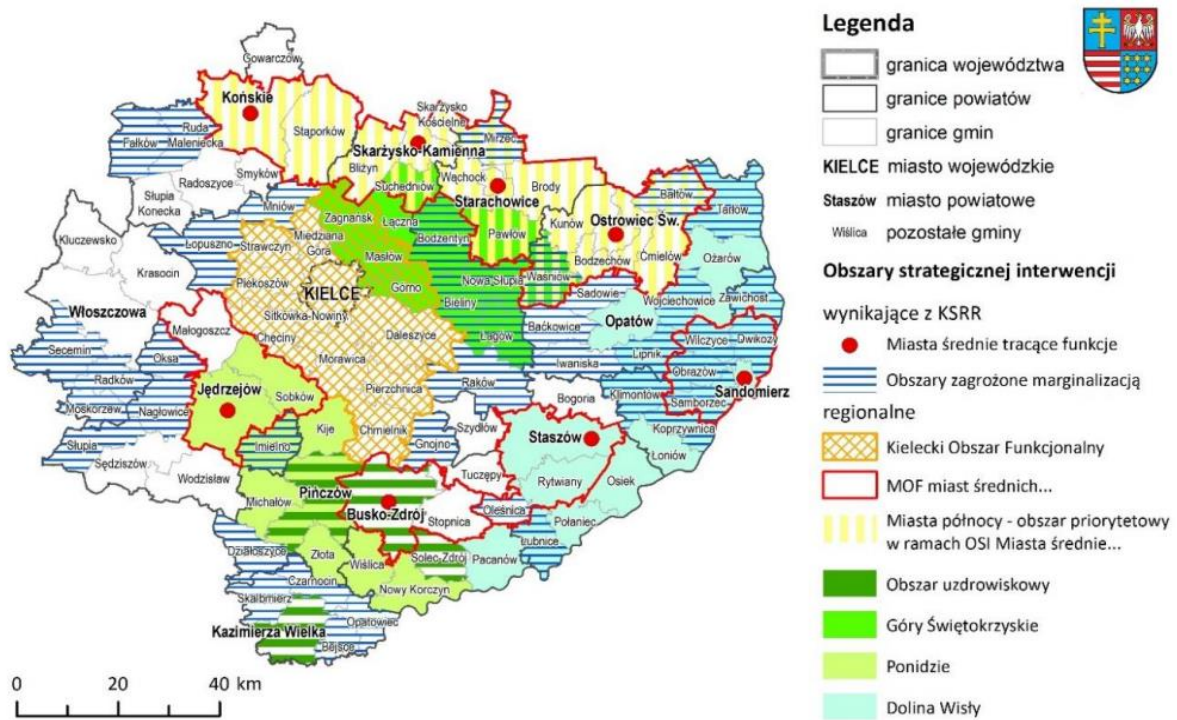 Gowarczów
Końskie
Stąporków
Skarżysko
Kościelne
Ruda
Maleniecka
Fałków
Mirzec
Skarżysko-Kamienna
Bliżyn
Smyków
Radoszyce
Wąchock
Suchedniów
Brody
Słupia
Konecka
Starachowice
Bałtów
Mniów
Zagnańsk
Łączna
Kunów
Ostrowiec Św.
Tarłów
Kluczewsko
Łopuszno
Strawczyn
Miedziana
Góra
Bodzentyn
Pawłów
Masłów
Bodzechów
Ćmielów
Ożarów
Krasocin
Piekoszów
KIELCE
Górno
Nowa Słupia
Waśniów
Sadowie
Wojciechowice
Zawichost
Bieliny
Włoszczowa
Sitkówka-Nowiny
Małogoszcz
Chęciny
Daleszyce
Łagów
Baćkowice
Opatów
Secemin
Oksa
Morawica
Iwaniska
Lipnik
Wilczyce
Dwikozy
Radków
Jędrzejów
Sobków
Pierzchnica
Raków
Obrazów
Moskorzew
Nagłowice
Bogoria
Klimontów
Samborzec
Sandomierz
Kije
Chmielnik
Gnojno
Szydłów
Staszów
Koprzywnica
Słupia
Imielno
Łoniów
Sędziszów
Wodzisław
Tuczępy
Rytwiany
Osiek
Pińczów
Michałów
Busko-Zdrój
Stopnica
Oleśnica
Połaniec
Działoszyce
Złota
Wiślica
Solec-Zdrój
Pacanów
Łubnice
Czarnocin
Skalbmierz
Nowy Korczyn
Kazimierza Wielka
Opatowiec
Bejsce
0 20 40 km
Legenda
granica województwa
granice powiatów
granice gmin
KIELCE miasto wojewódzkie
Staszów miasto powiatowe
Wiślica pozostałe gminy
Obszary strategicznej interwencji
wynikające z KSRR
Miasta średnie tracące funkcje
Obszary zagrożone marginalizacją
regionalne
Kielecki Obszar Funkcjonalny
MOF miast średnich...
Miasta północy - obszar priorytetowy
w ramach OSI Miasta średnie...
Obszar uzdrowiskowy
Góry Świętokrzyskie
Ponidzie
Dolina Wisły